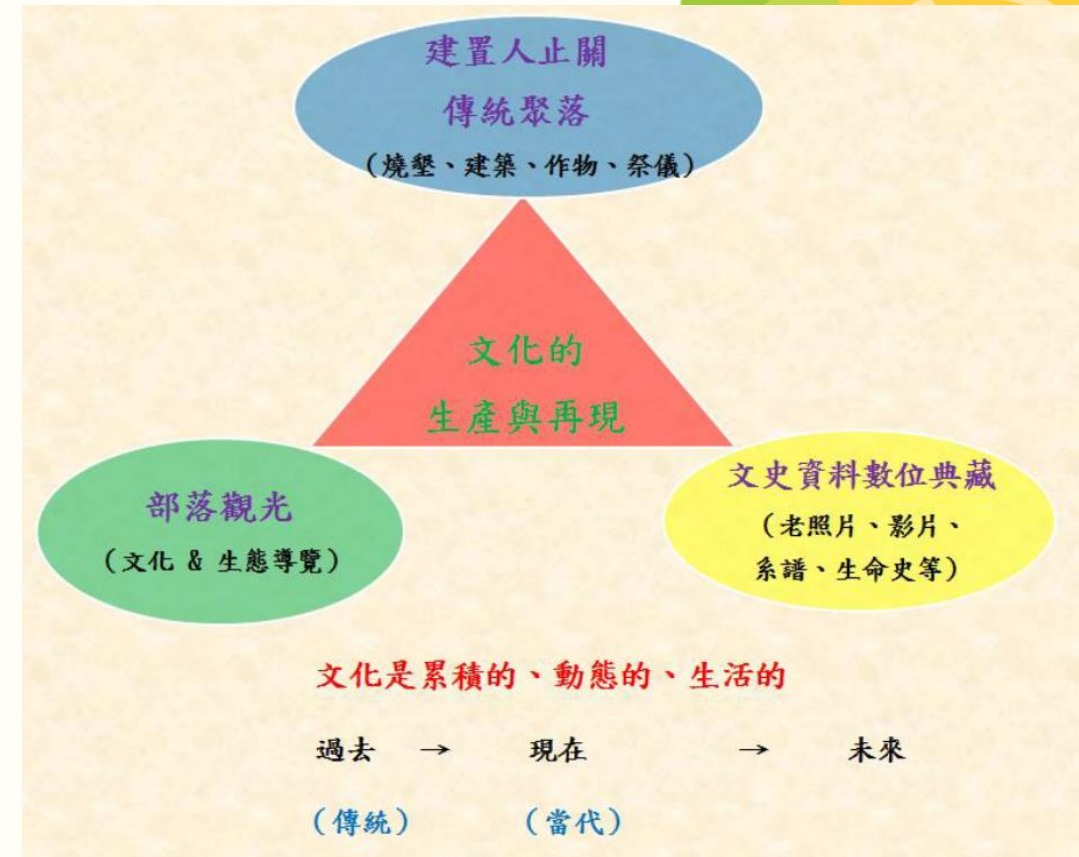 建置人止關
傳統聚落
（燒墾、建築、作物、祭儀）
文化的
生產與再現
部落觀光
（文化 & 生態導覽）
文史資料數位典藏
（老照片、影片、
系譜、生命史等）
文化是累積的、動態的、生活的
過去 → 現在 → 未來
（傳統） （當代）